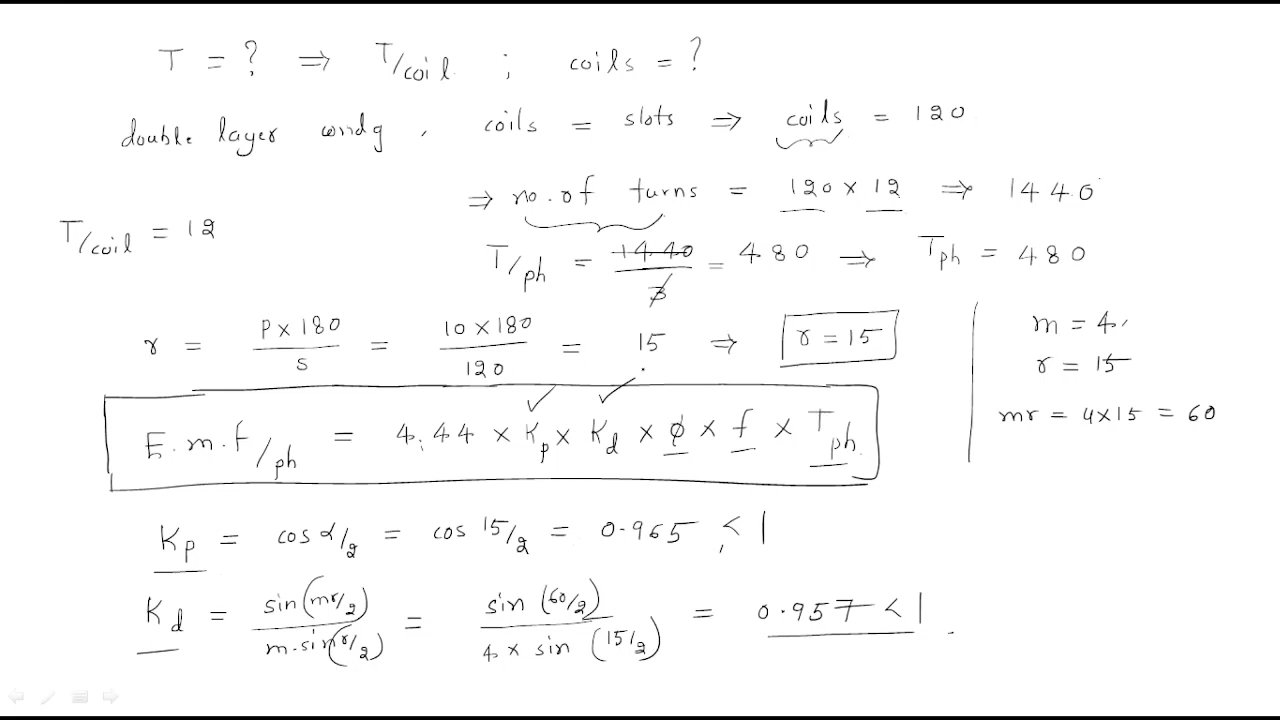 T = ? ⇒ T/coil ; coils = ?
double layer windg , coils = slots ⇒ coils = 120
⇒ no. of turns = 120 × 12 ⇒ 1440
T/coil = 12
T/ph = 1440/3 = 480 ⇒ Tph = 480
r = P × 180 / S = 10 × 180 / 120 = 15 ⇒ r = 15
m = 4
r = 15
mr = 4×15 = 60
E.m.f/ph = 4.44 × Kp × Kd × φ × f × Tph
Kp = cos α/2 = cos 15/2 = 0.965 < 1
Kd = sin(mr/2) / m.sin(r/2) = sin(60/2) / 4 × sin(15/2) = 0.957 < 1